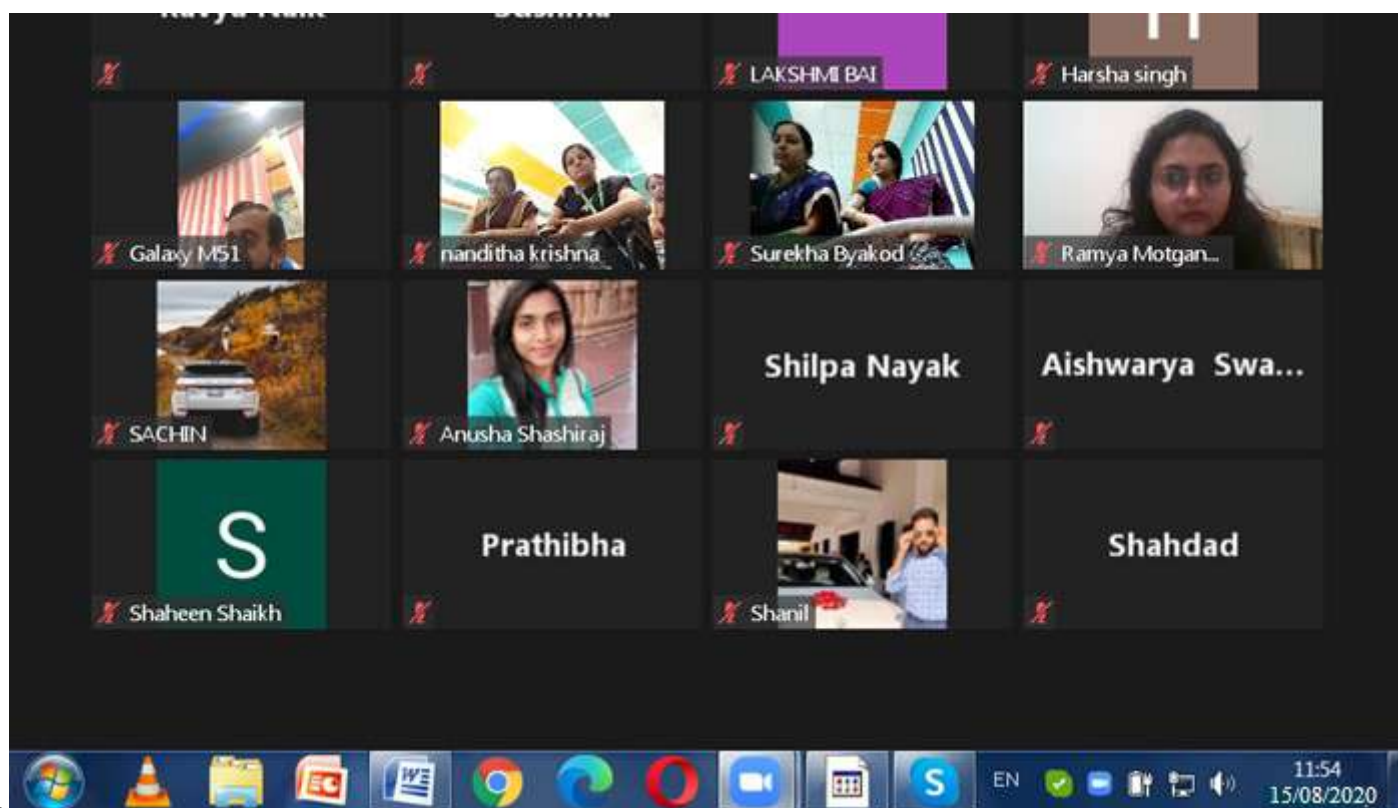 LAKSHMI BAI
Harsha singh
Galaxy M51
nanditha krishna
Surekha Byakod
Ramya Motgan...
SACHIN
Anusha Shashiraj
Shilpa Nayak
Aishwarya Swa...
S
Shaheen Shaikh
Prathibha
Shanil
Shahdad
EN
11:54
15/08/2020